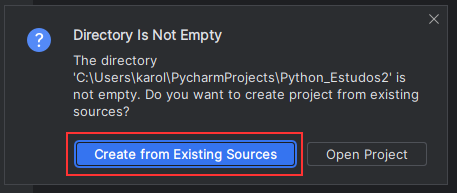 Directory Is Not Empty
The directory
'C:\Users\karol\PycharmProjects\Python_Estudos2' is
not empty. Do you want to create project from existing
sources?
Create from Existing Sources
Open Project